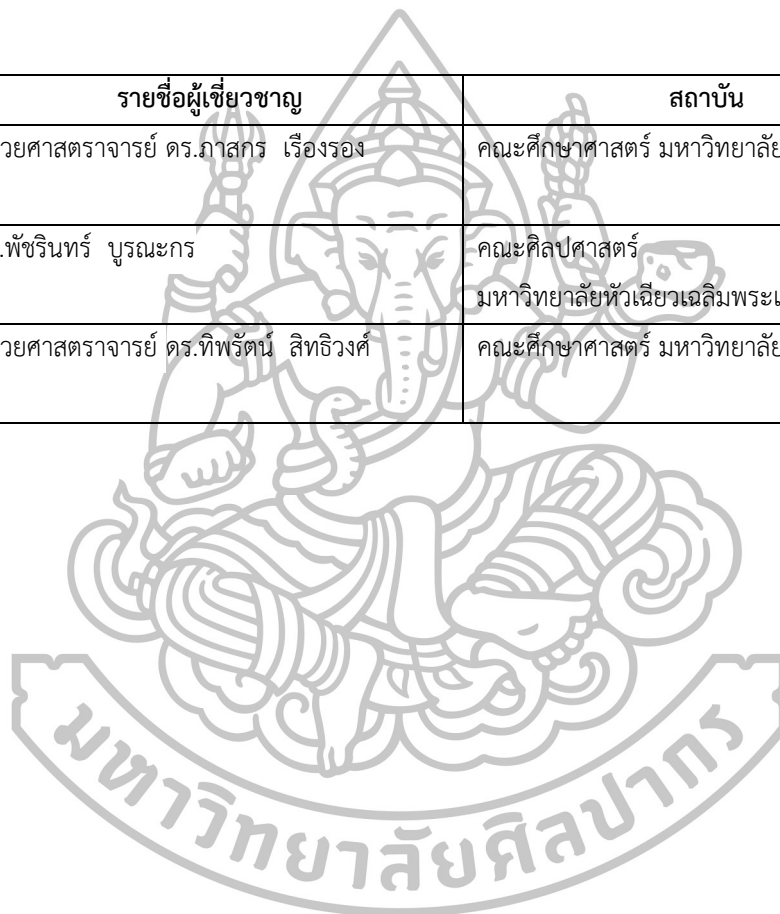 รายชื่อผู้เชี่ยวชาญ สถาบัน
วยศาสตราจารย์ ดร.ภาสกร เรืองรอง คณะศึกษาศาสตร์ มหาวิทยาลัย
.พัชรินทร์ บูรณะกร คณะศิลปศาสตร์
มหาวิทยาลัยหัวเฉียวเฉลิมพระเ
วยศาสตราจารย์ ดร.ทิพรัตน์ สิทธิวงศ์ คณะศึกษาศาสตร์ มหาวิทยาลัย
มหาวิทยาลัยศิลปากร